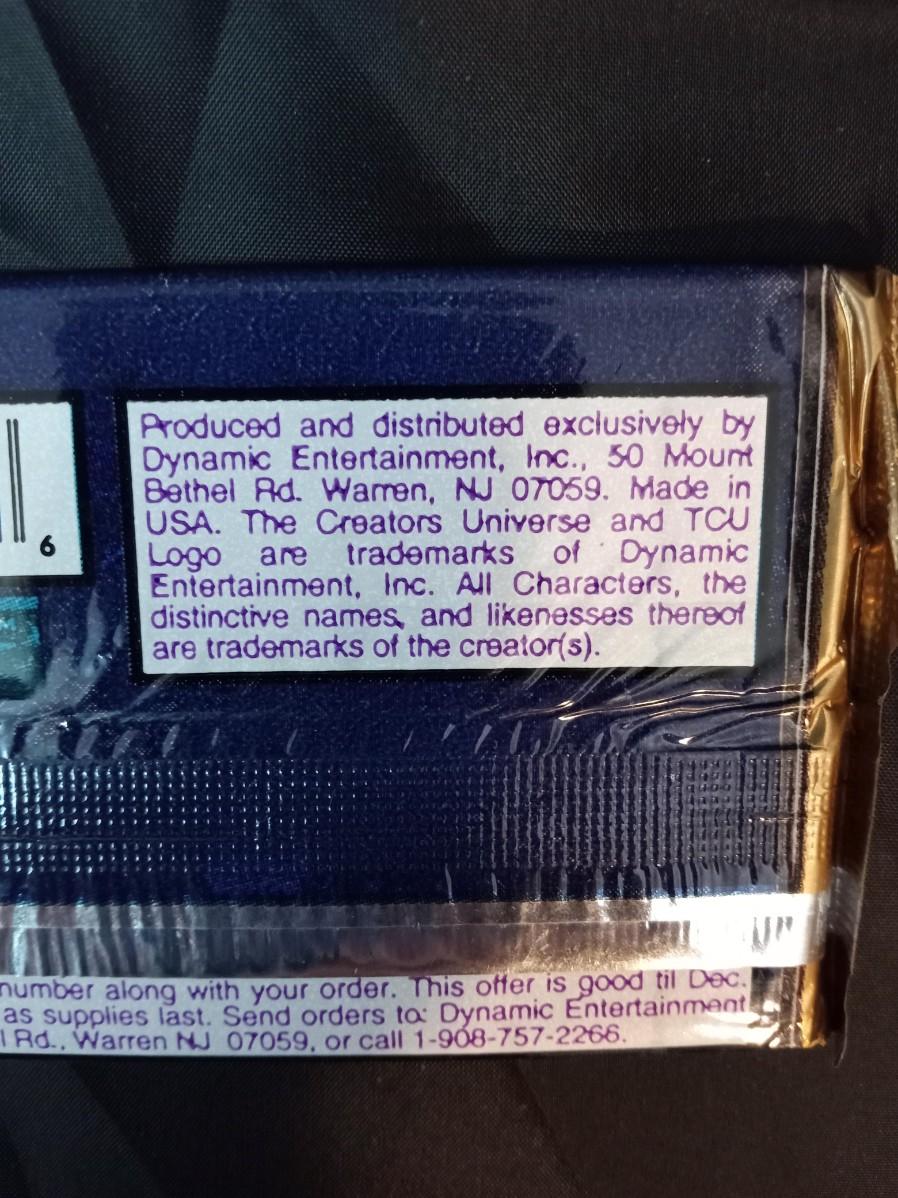 6
Produced and distributed exclusively by
Dynamic Entertainment, Inc., 50 Mount
Bethel Rd. Warren, NJ 07059. Made in
USA. The Creators Universe and TCU
Logo are trademarks of Dynamic
Entertainment, Inc. All Characters, the
distinctive names, and likenesses thereof
are trademarks of the creator(s).
number along with your order. This offer is good til Dec.
as supplies last. Send orders to: Dynamic Entertainment
l Rd., Warren NJ 07059, or call 1-908-757-2266.